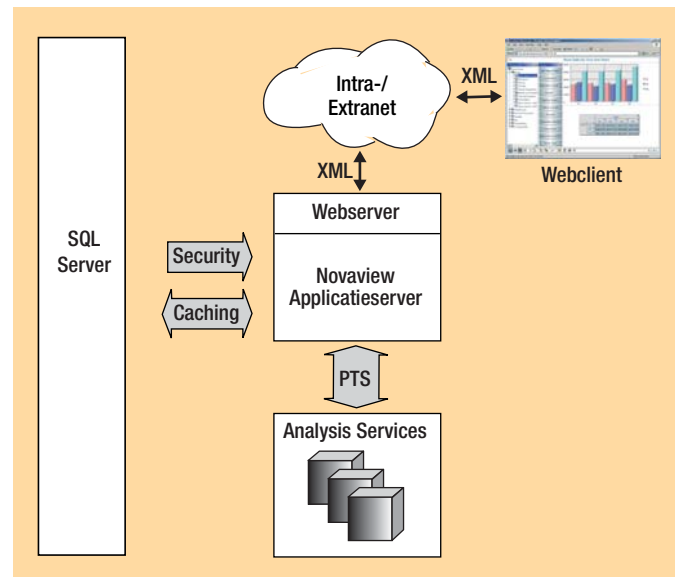 Intra-/
Extranet
XML
Webclient
XML
Webserver
SQL
Server
Security
Novaview
Applicatieserver
Caching
PTS
Analysis Services